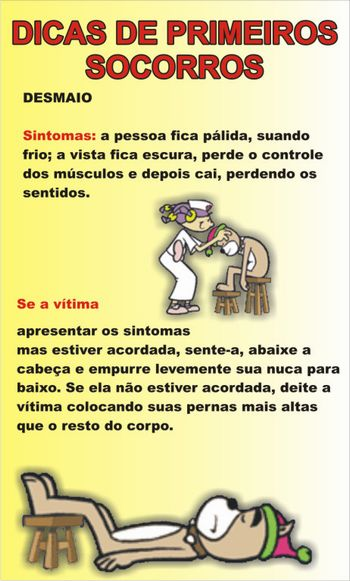 DICAS DE PRIMEIROS
SOCORROS
DESMAIO
Sintomas: a pessoa fica pálida, suando
frio; a vista fica escura, perde o controle
dos músculos e depois cai, perdendo os
sentidos.
Se a vítima
apresentar os sintomas
mas estiver acordada, sente-a, abaixe a
cabeça e empurre levemente sua nuca para
baixo. Se ela não estiver acordada, deite a
vítima colocando suas pernas mais altas
que o resto do corpo.